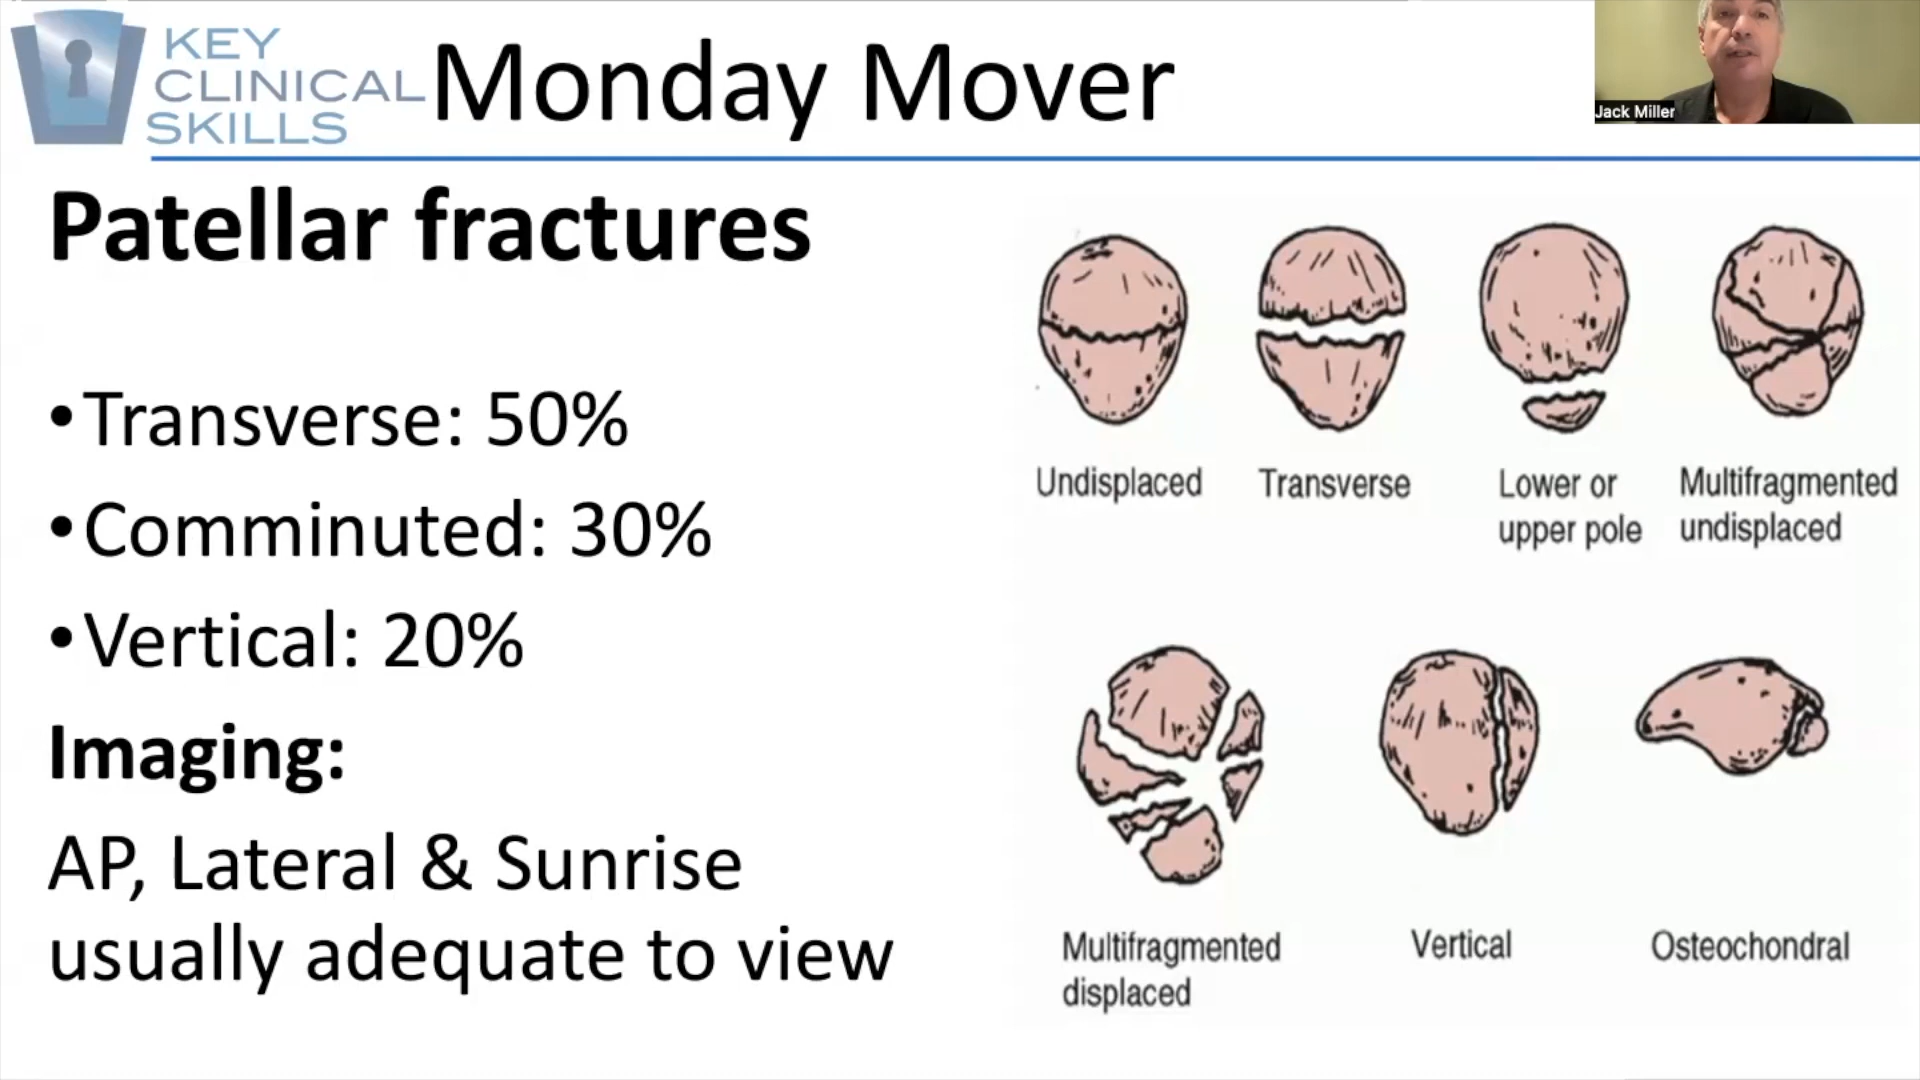 KEY
CLINICAL
SKILLS
Monday Mover
Jack Miller
Patellar fractures
•Transverse: 50%
•Comminuted: 30%
•Vertical: 20%
Imaging:
AP, Lateral & Sunrise
usually adequate to view
Undisplaced
Transverse
Lower or
upper pole
Multifragmented
undisplaced
Multifragmented
displaced
Vertical
Osteochondral